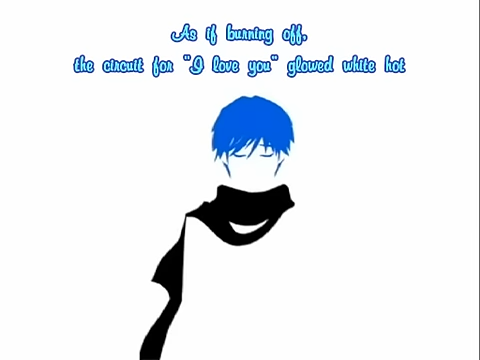 As if burning off,
the circuit for "I love you" glowed white hot